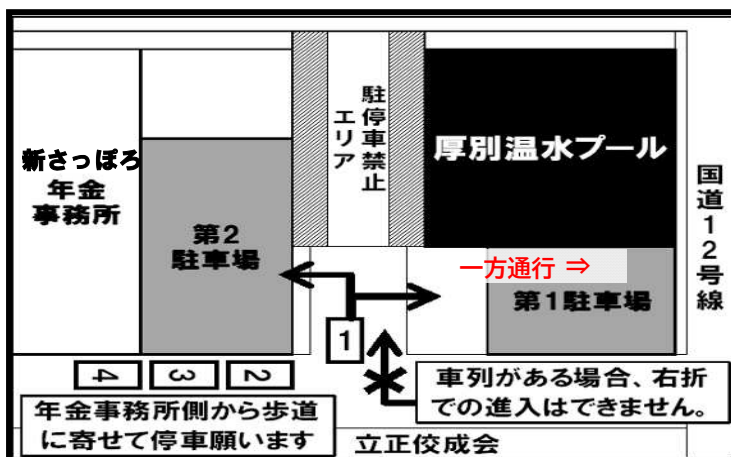 新さっぽろ
年金
事務所
第2
駐車場
駐停車禁止
エリア
厚別温水プール
国道12号線
一方通行 ⇒
第1駐車場
1
4
3
2
車列がある場合、右折
での進入はできません。
年金事務所側から歩道
に寄せて停車願います
立正佼成会